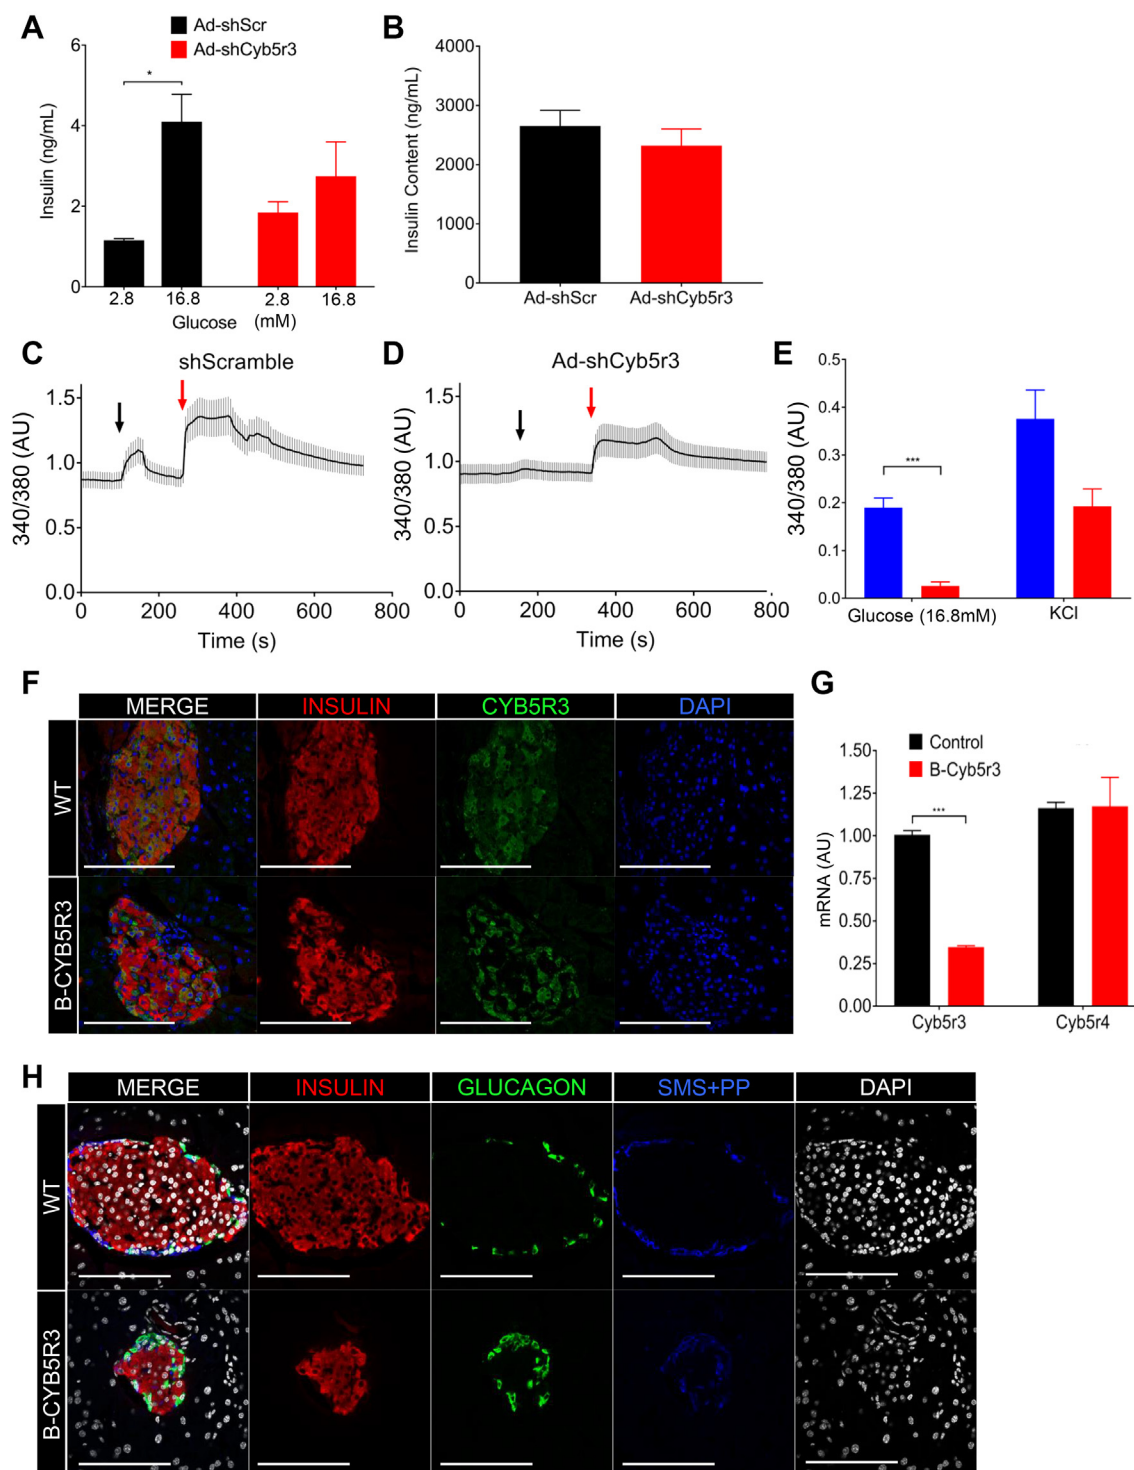 A
Ad-shScr
Ad-shCyb5r3
Insulin (ng/mL)
6
4
2
0
*
2.8 16.8 2.8 16.8
Glucose (mM)
B
Insulin Content (ng/mL)
4000
3000
2000
1000
0
Ad-shScr Ad-shCyb5r3
C
shScramble
340/380 (AU)
1.5
1.0
0.5
0.0
0 200 400 600 800
Time (s)
D
Ad-shCyb5r3
340/380 (AU)
1.5
1.0
0.5
0.0
0 200 400 600 800
Time (s)
E
340/380 (AU)
0.5
0.4
0.3
0.2
0.1
0.0
***
Glucose (16.8mM) KCl
F
MERGE INSULIN CYB5R3 DAPI
WT
B-CYB5R3
G
Control
B-Cyb5r3
mRNA (AU)
1.50
1.25
1.00
0.75
0.50
0.25
0.00
***
Cyb5r3 Cyb5r4
H
MERGE INSULIN GLUCAGON SMS+PP DAPI
WT
B-CYB5R3